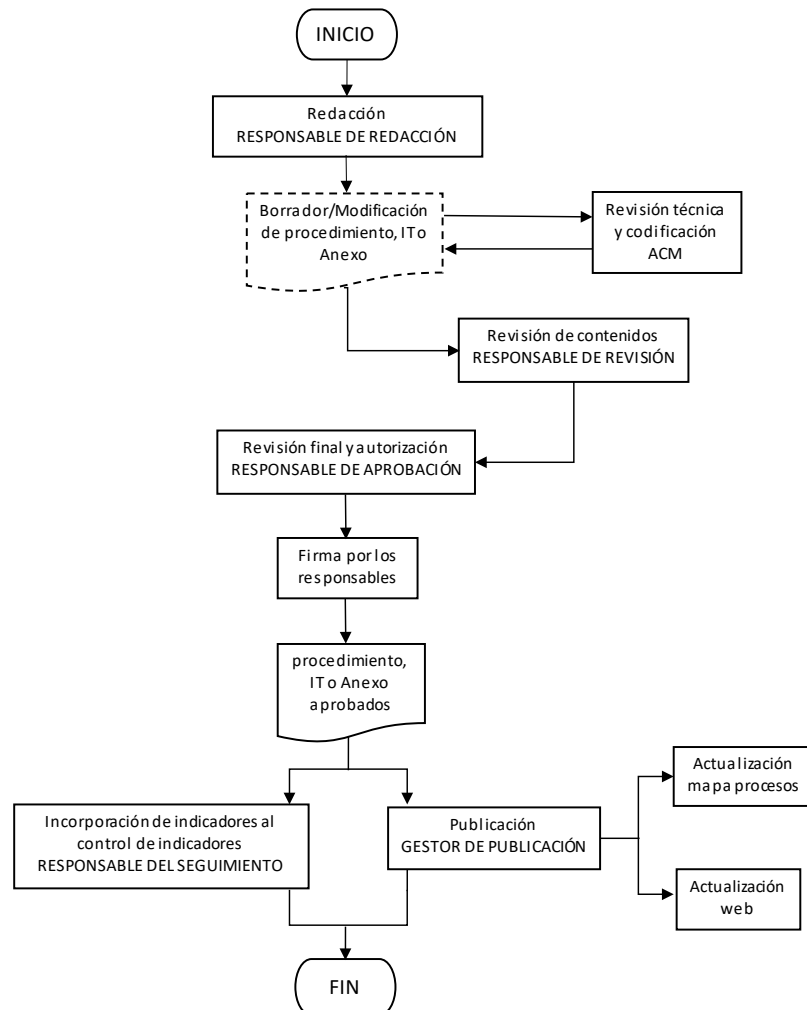 INICIO
Redacción
RESPONSABLE DE REDACCIÓN
Borrador/Modificación
de procedimiento, IT o
Anexo
Revisión técnica
y codificación
ACM
Revisión de contenidos
RESPONSABLE DE REVISIÓN
Revisión final y autorización
RESPONSABLE DE APROBACIÓN
Firma por los
responsables
procedimiento,
IT o Anexo
aprobados
Actualización
mapa procesos
Incorporación de indicadores al
control de indicadores
RESPONSABLE DEL SEGUIMIENTO
Publicación
GESTOR DE PUBLICACIÓN
Actualización
web
FIN